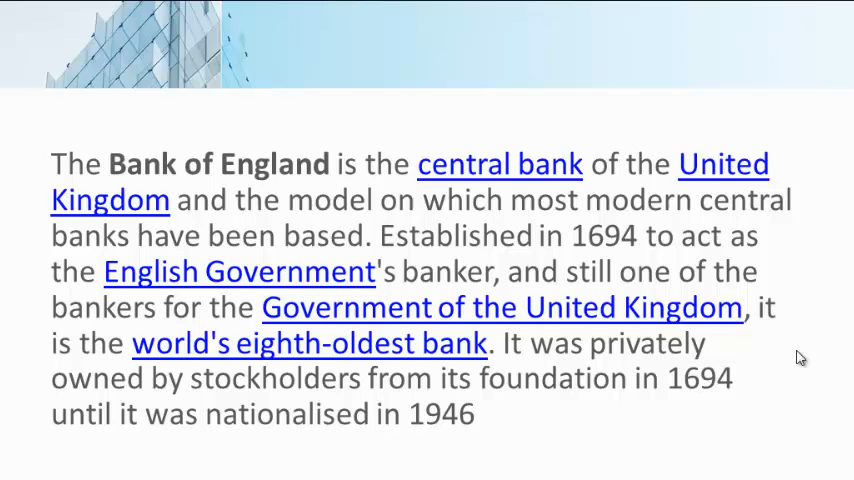 The Bank of England is the central bank of the United
Kingdom and the model on which most modern central
banks have been based. Established in 1694 to act as
the English Government's banker, and still one of the
bankers for the Government of the United Kingdom, it
is the world's eighth-oldest bank. It was privately
owned by stockholders from its foundation in 1694
until it was nationalised in 1946